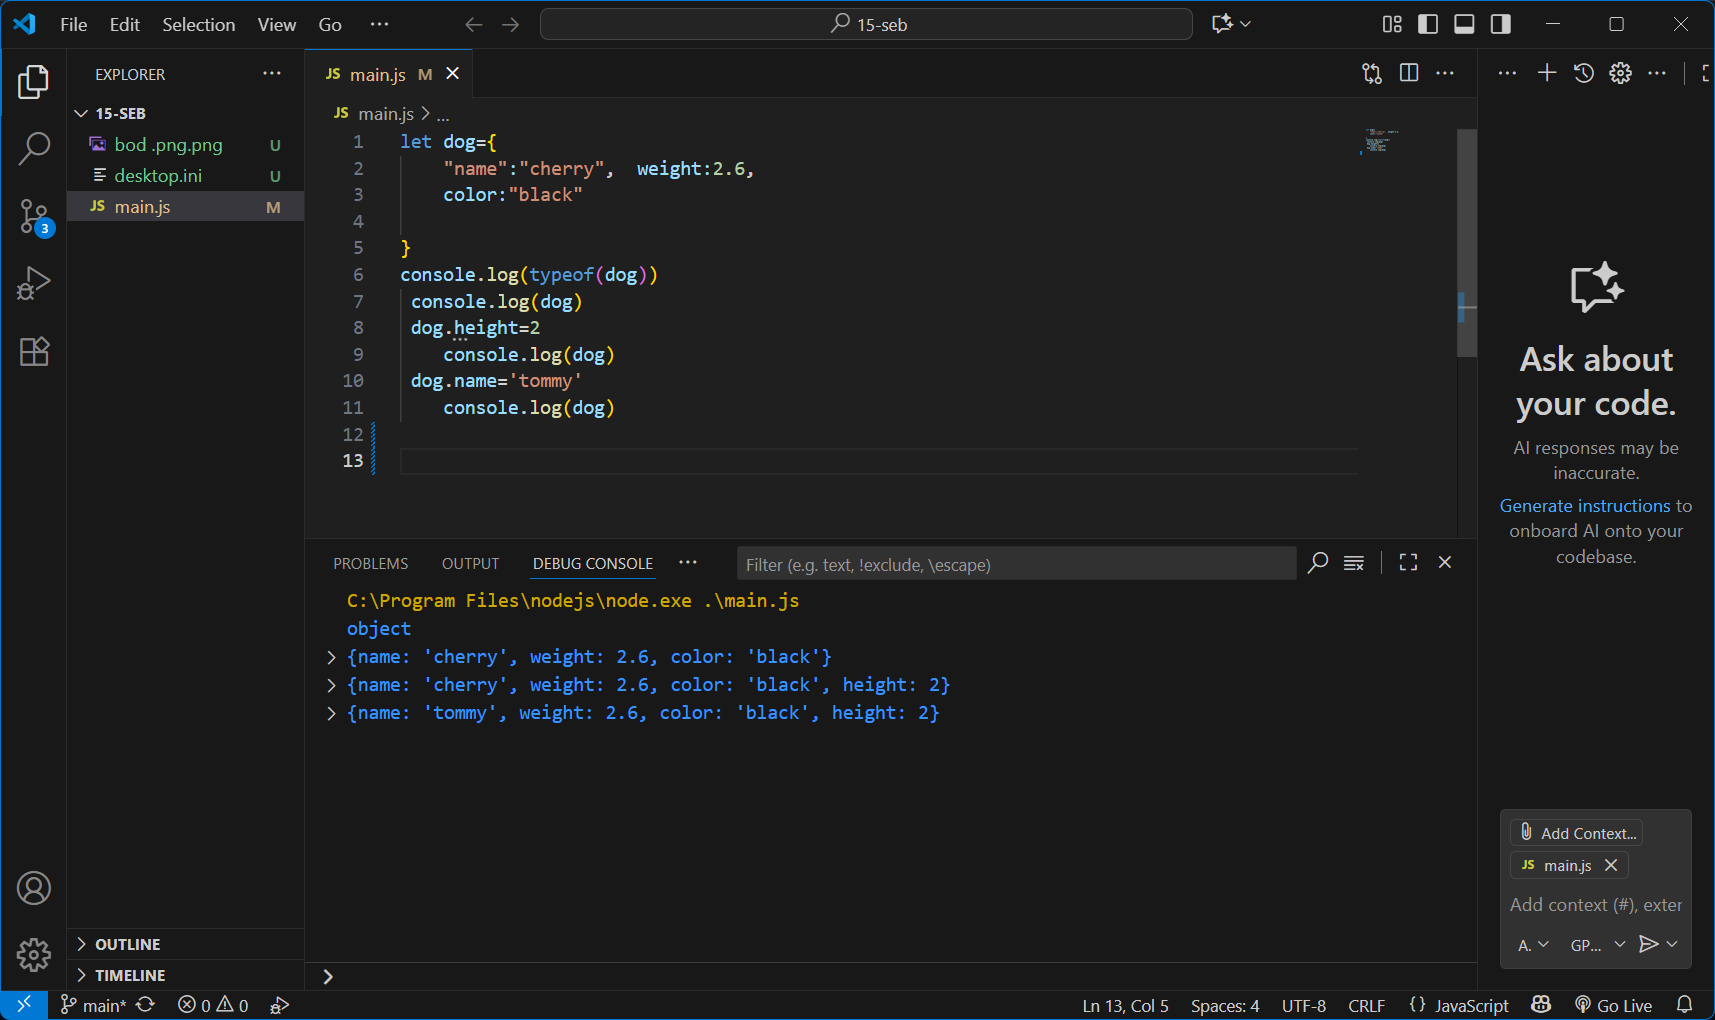 File Edit Selection View Go ...
15-seb
EXPLORER ...
15-SEB
bod .png.png U
desktop.ini U
JS main.js M
JS main.js M
JS main.js > ...
1 let dog={
2 "name":"cherry", weight:2.6,
3 color:"black"
4
5 }
6 console.log(typeof(dog))
7 console.log(dog)
8 dog.height=2
9 console.log(dog)
10 dog.name='tommy'
11 console.log(dog)
12
13
PROBLEMS OUTPUT DEBUG CONSOLE ...
Filter (e.g. text, !exclude, \escape)
C:\Program Files\nodejs\node.exe .\main.js
object
> {name: 'cherry', weight: 2.6, color: 'black'}
> {name: 'cherry', weight: 2.6, color: 'black', height: 2}
> {name: 'tommy', weight: 2.6, color: 'black', height: 2}
>
Ask about
your code.
AI responses may be
inaccurate.
Generate instructions to
onboard AI onto your
codebase.
Add Context...
JS main.js
Add context (#), exter
A. GP...
3
OUTLINE
TIMELINE
main* 0 0 Ln 13, Col 5 Spaces: 4 UTF-8 CRLF {} JavaScript Go Live